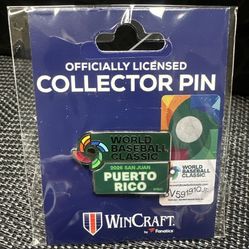 OFFICIALLY LICENSED
COLLECTOR PIN
WORLD
BASEBALL
CLASSIC
2026 SAN JUAN
PUERTO
RICO
WORLD
BASEBALL
CLASSIC
WINCRAFT
by Fanatics